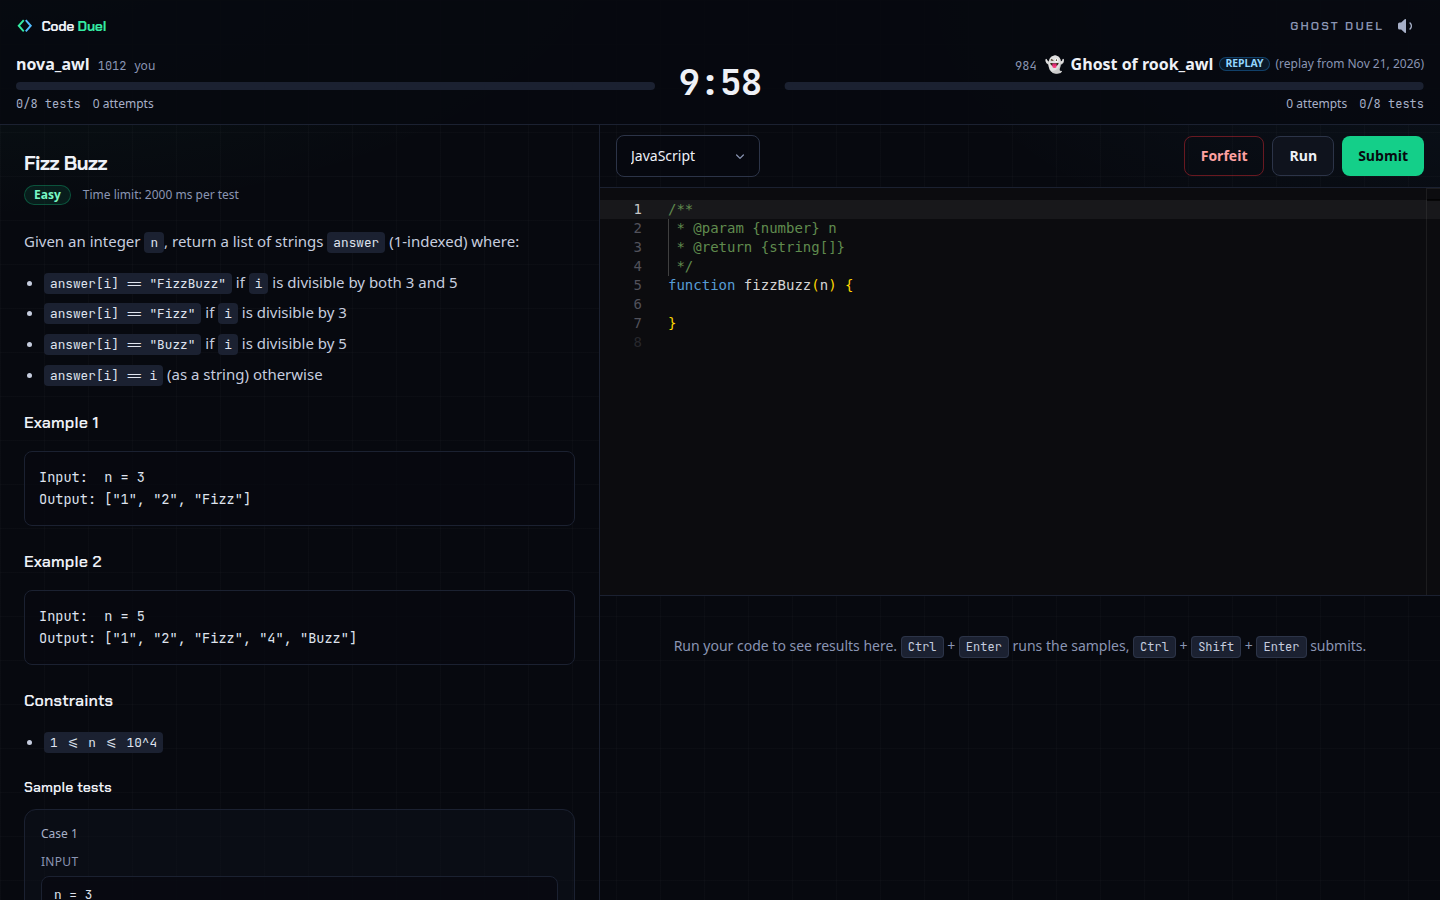 Code Duel
GHOST DUEL
nova_awl 1012 you
9:58
984 👻 Ghost of rook_awl REPLAY (replay from Nov 21, 2026)
0/8 tests 0 attempts
0 attempts 0/8 tests
Fizz Buzz
Easy Time limit: 2000 ms per test
Given an integer n, return a list of strings answer (1-indexed) where:
• answer[i] == "FizzBuzz" if i is divisible by both 3 and 5
• answer[i] == "Fizz" if i is divisible by 3
• answer[i] == "Buzz" if i is divisible by 5
• answer[i] == i (as a string) otherwise
Example 1
Input:  n = 3
Output: ["1", "2", "Fizz"]
Example 2
Input:  n = 5
Output: ["1", "2", "Fizz", "4", "Buzz"]
Constraints
• 1 <= n <= 10^4
Sample tests
Case 1
INPUT
n = 3
JavaScript
Forfeit Run Submit
1 /**
2  * @param {number} n
3  * @return {string[]}
4  */
5 function fizzBuzz(n) {
6
7 }
8
Run your code to see results here. Ctrl + Enter runs the samples, Ctrl + Shift + Enter submits.